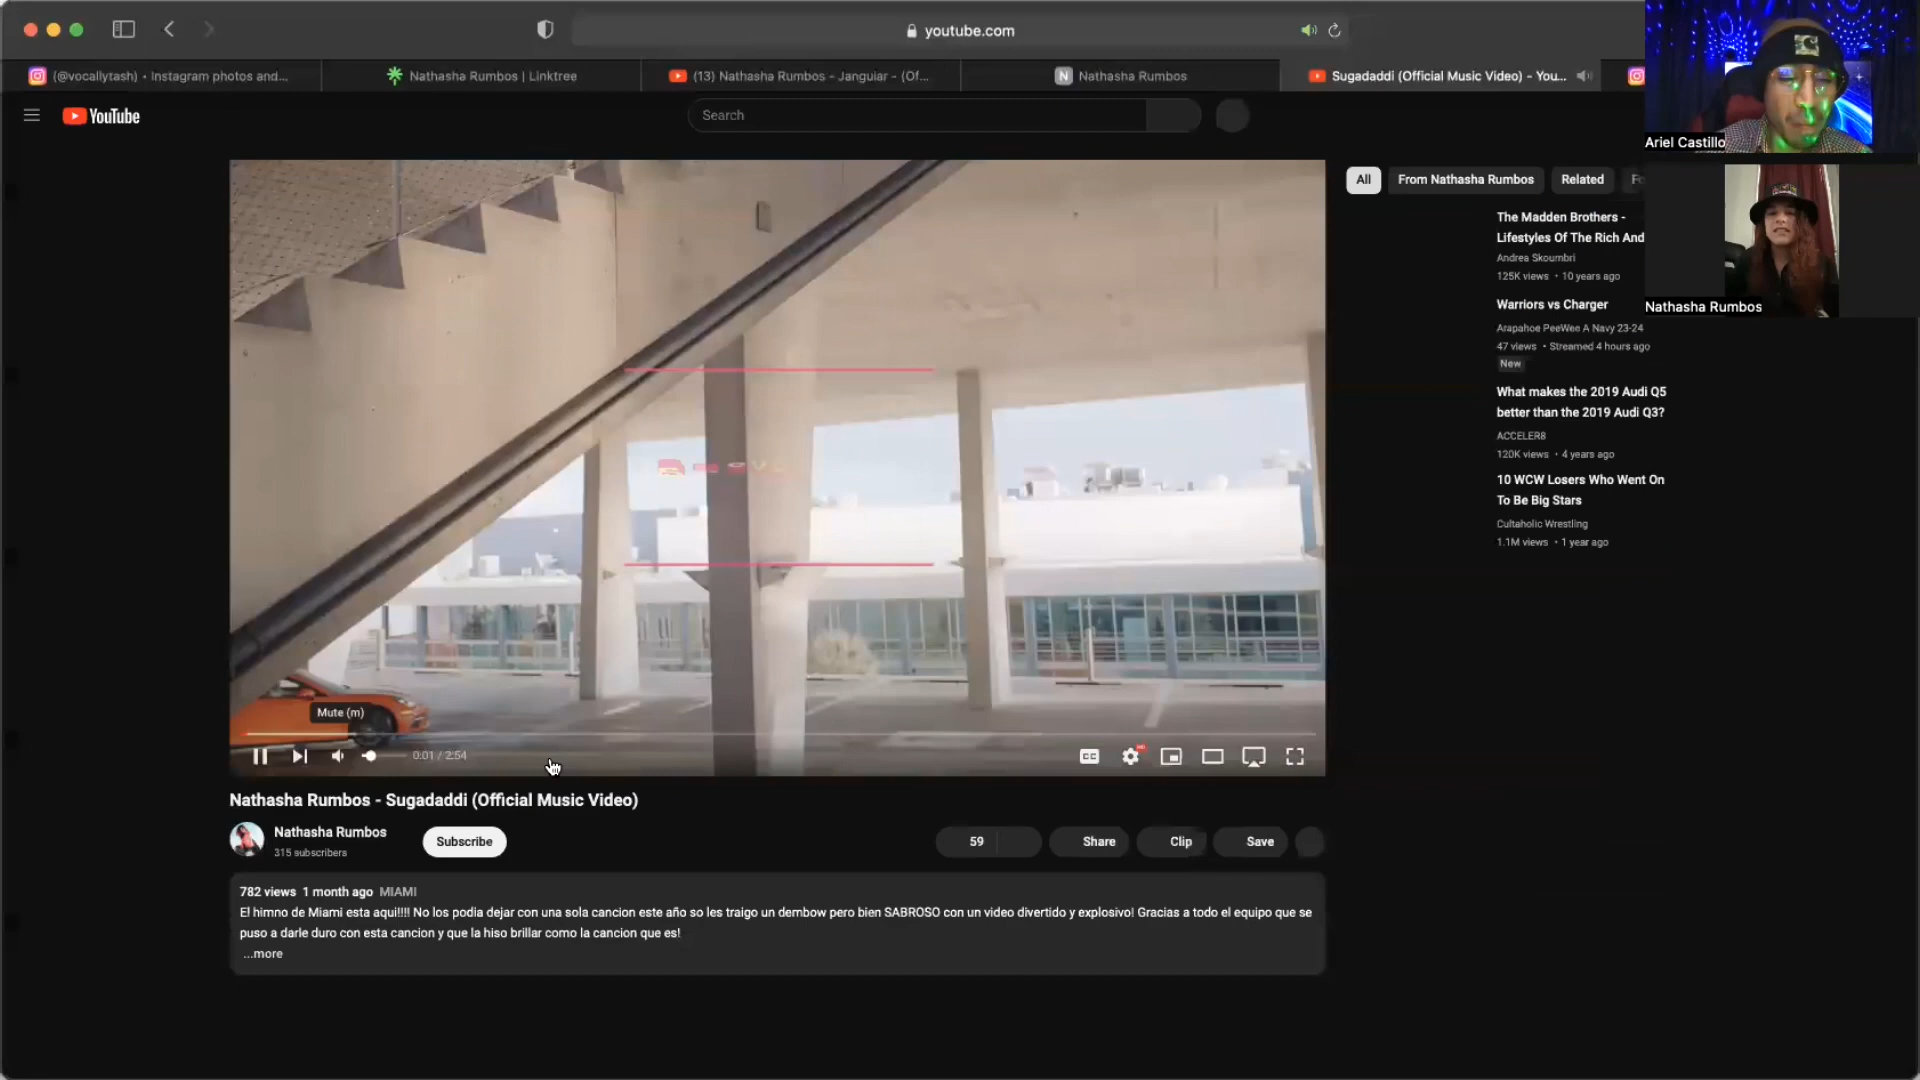 youtube.com
(@vocallytash) • Instagram photos and...
Nathasha Rumbos | Linktree
(13) Nathasha Rumbos - Janguiar - (Of...
N Nathasha Rumbos
Sugadaddi (Official Music Video) - You...
YouTube
Search
Ariel Castillo
All
From Nathasha Rumbos
Related
The Madden Brothers -
Lifestyles Of The Rich And
Andrea Skoumbri
125K views • 10 years ago
Nathasha Rumbos
Warriors vs Charger
Arapahoe PeeWee A Navy 23-24
47 views • Streamed 4 hours ago
New
What makes the 2019 Audi Q5
better than the 2019 Audi Q3?
ACCELER8
120K views • 4 years ago
10 WCW Losers Who Went On
To Be Big Stars
Cultaholic Wrestling
1.1M views • 1 year ago
Mute (m)
0:01 / 2:54
CC
Nathasha Rumbos - Sugadaddi (Official Music Video)
Nathasha Rumbos
315 subscribers
Subscribe
59
Share
Clip
Save
782 views 1 month ago MIAMI
El himno de Miami esta aqui!!!! No los podia dejar con una sola cancion este año so les traigo un dembow pero bien SABROSO con un video divertido y explosivo! Gracias a todo el equipo que se
puso a darle duro con esta cancion y que la hiso brillar como la cancion que es!
...more